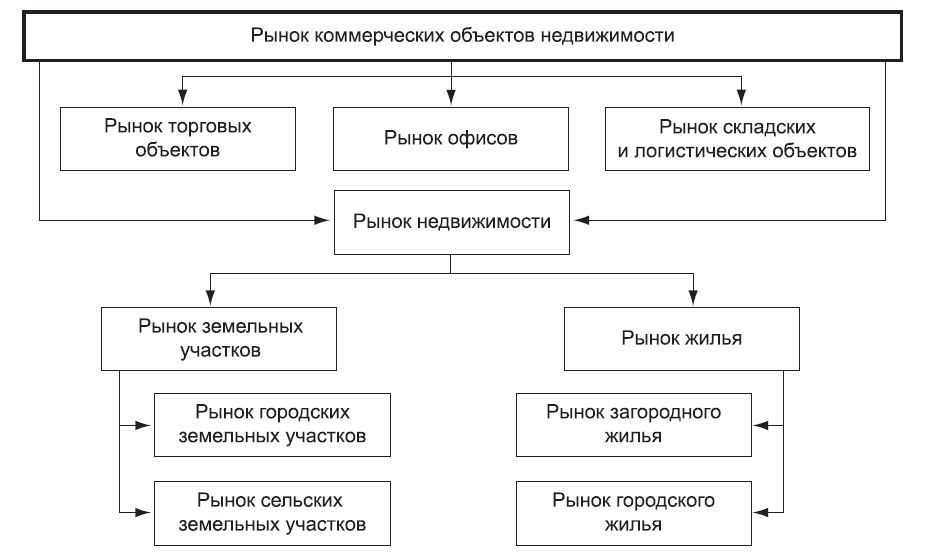 Рынок коммерческих объектов недвижимости
Рынок торговых
объектов
Рынок офисов
Рынок складских
и логистических объектов
Рынок недвижимости
Рынок земельных
участков
Рынок жилья
Рынок городских
земельных участков
Рынок загородного
жилья
Рынок сельских
земельных участков
Рынок городского
жилья